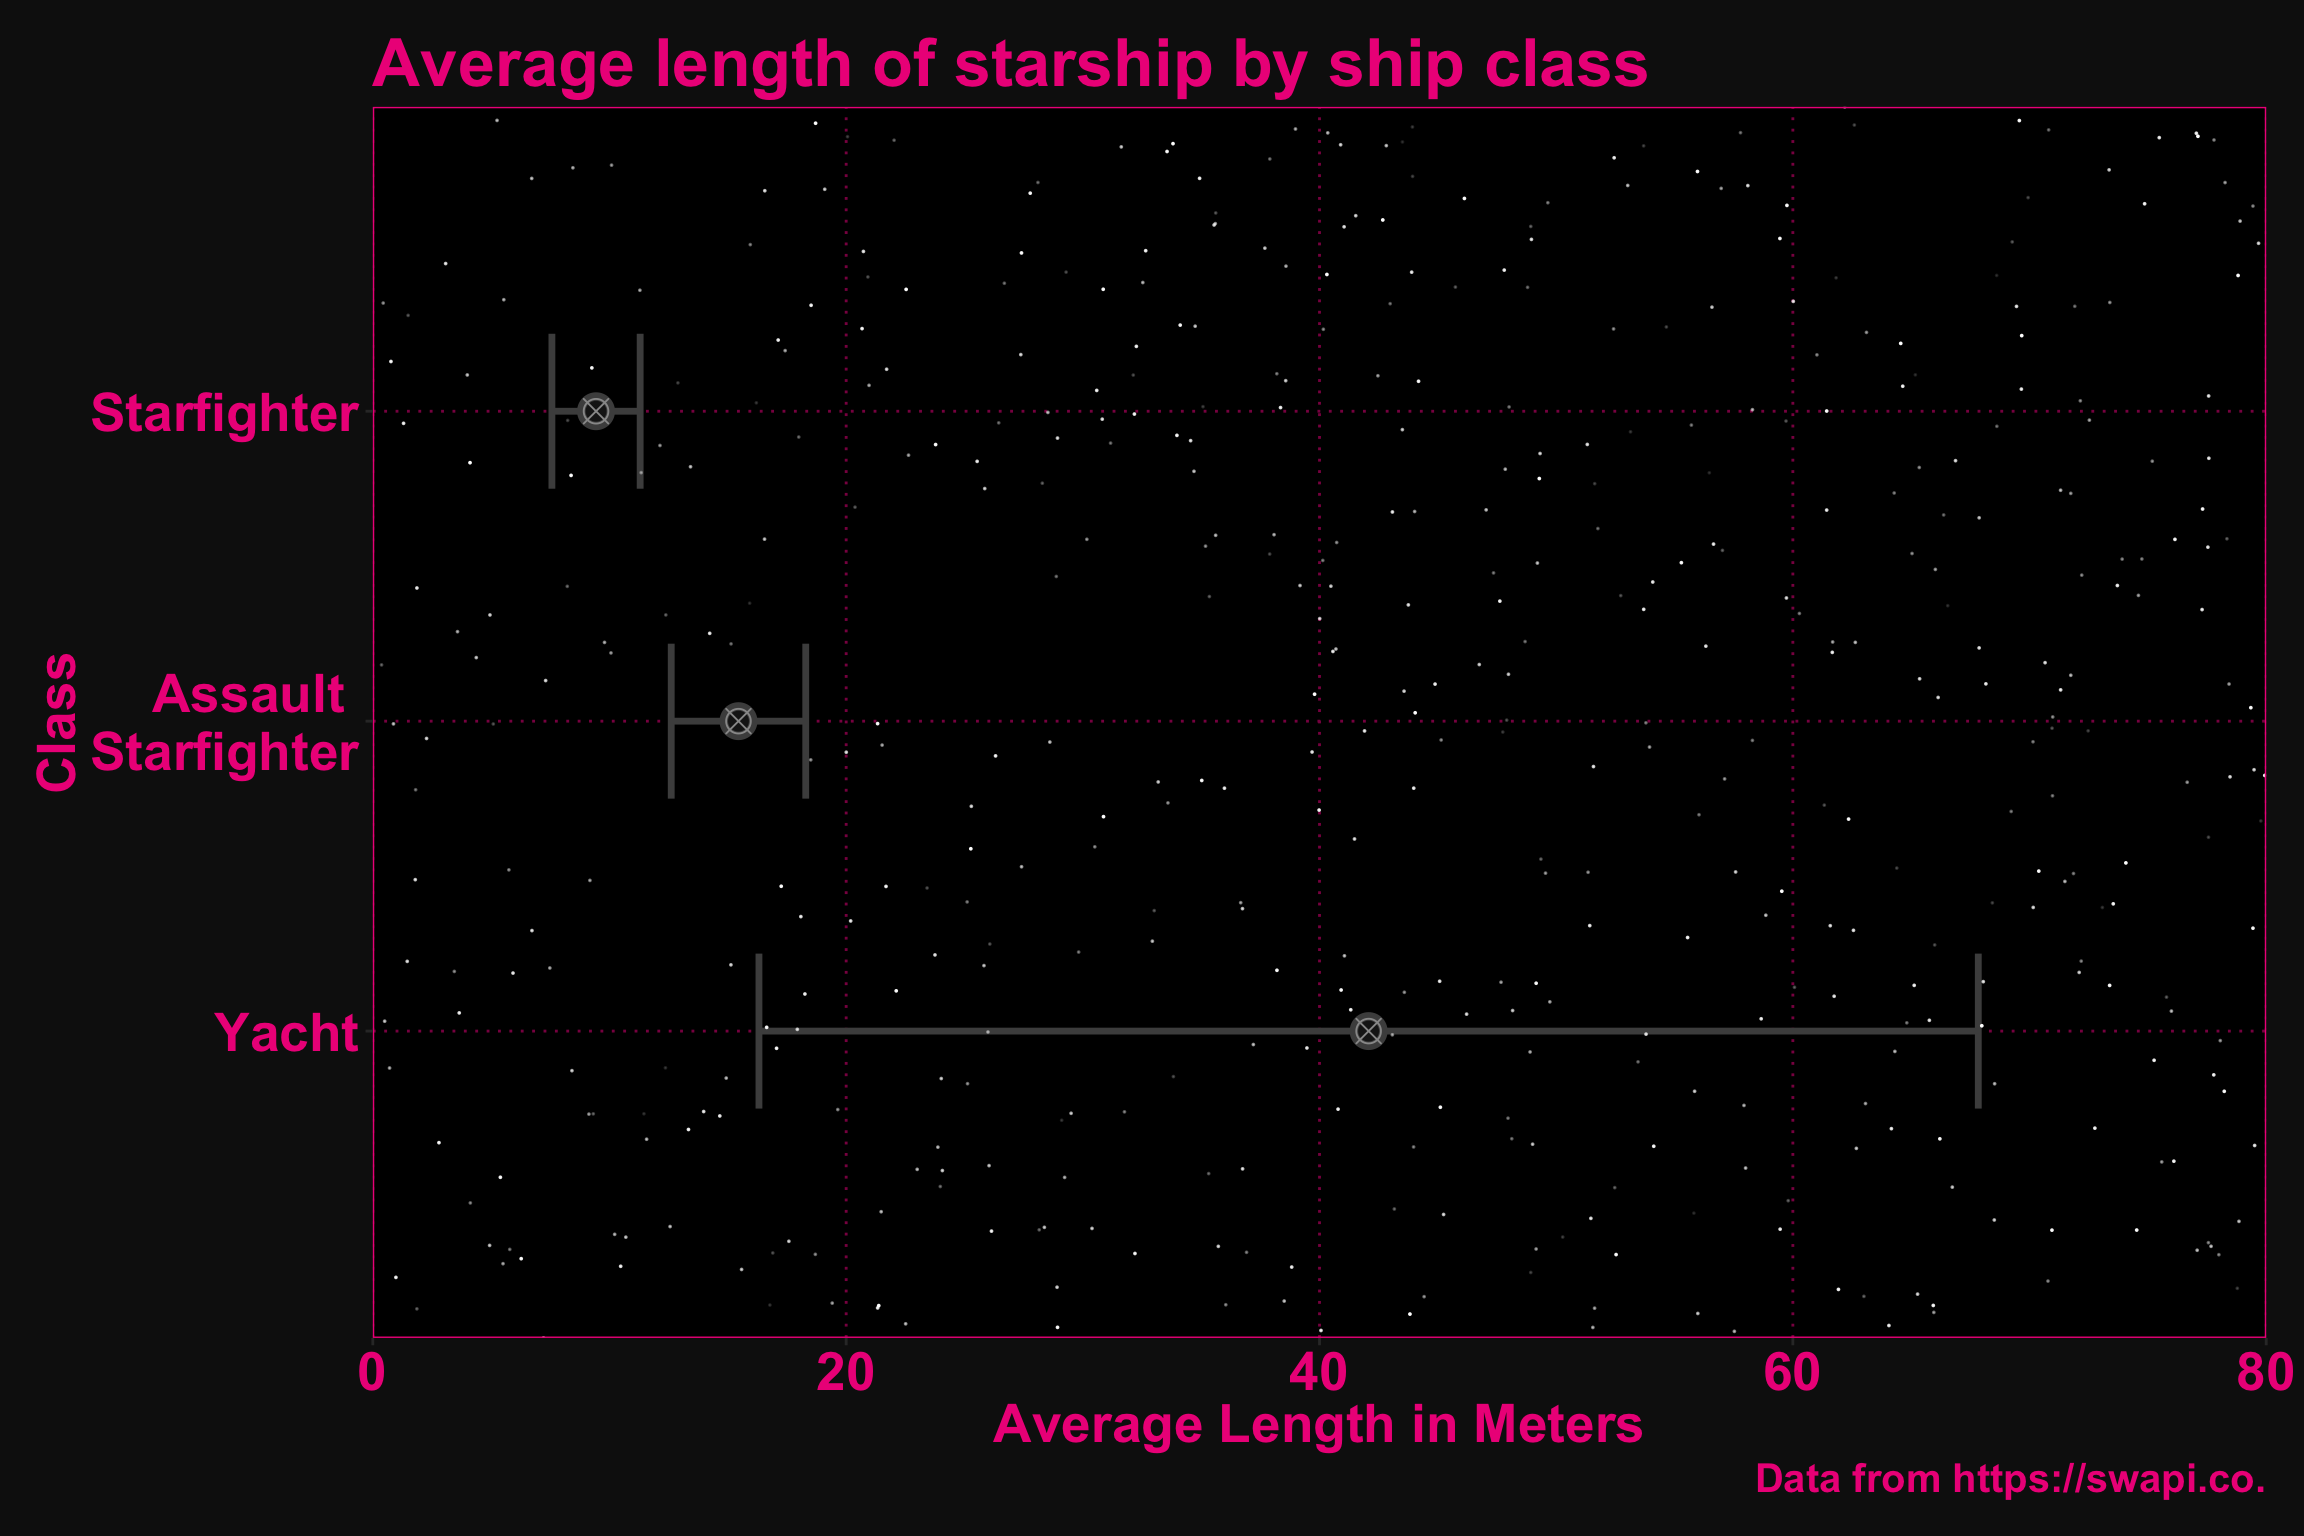 Average length of starship by ship class
Class
Starfighter
Assault
Starfighter
Yacht
0 20 40 60 80
Average Length in Meters
Data from https://swapi.co.